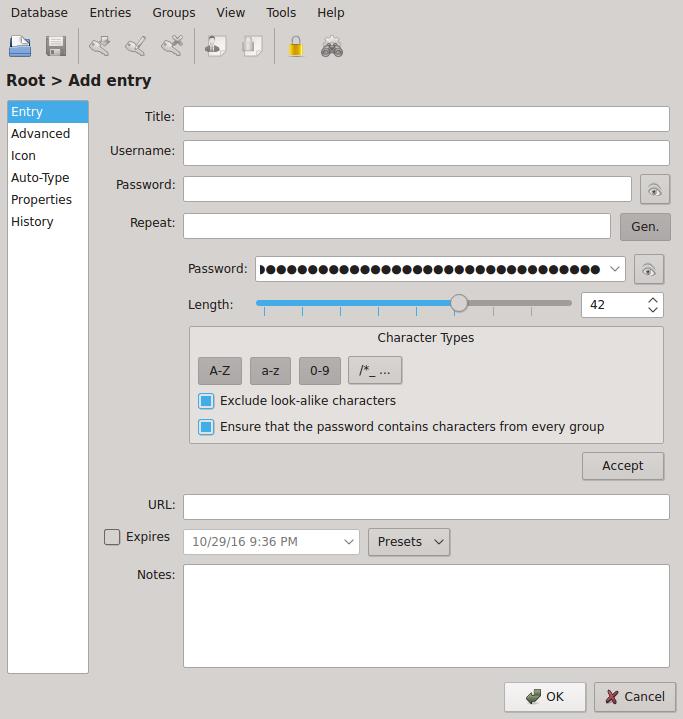 Database Entries Groups View Tools Help
Root > Add entry
Entry
Advanced
Icon
Auto-Type
Properties
History
Title:
Username:
Password:
Repeat:
Gen.
Password:
Length:
42
Character Types
A-Z a-z 0-9 /*_ ...
Exclude look-alike characters
Ensure that the password contains characters from every group
Accept
URL:
Expires 10/29/16 9:36 PM Presets
Notes:
OK Cancel